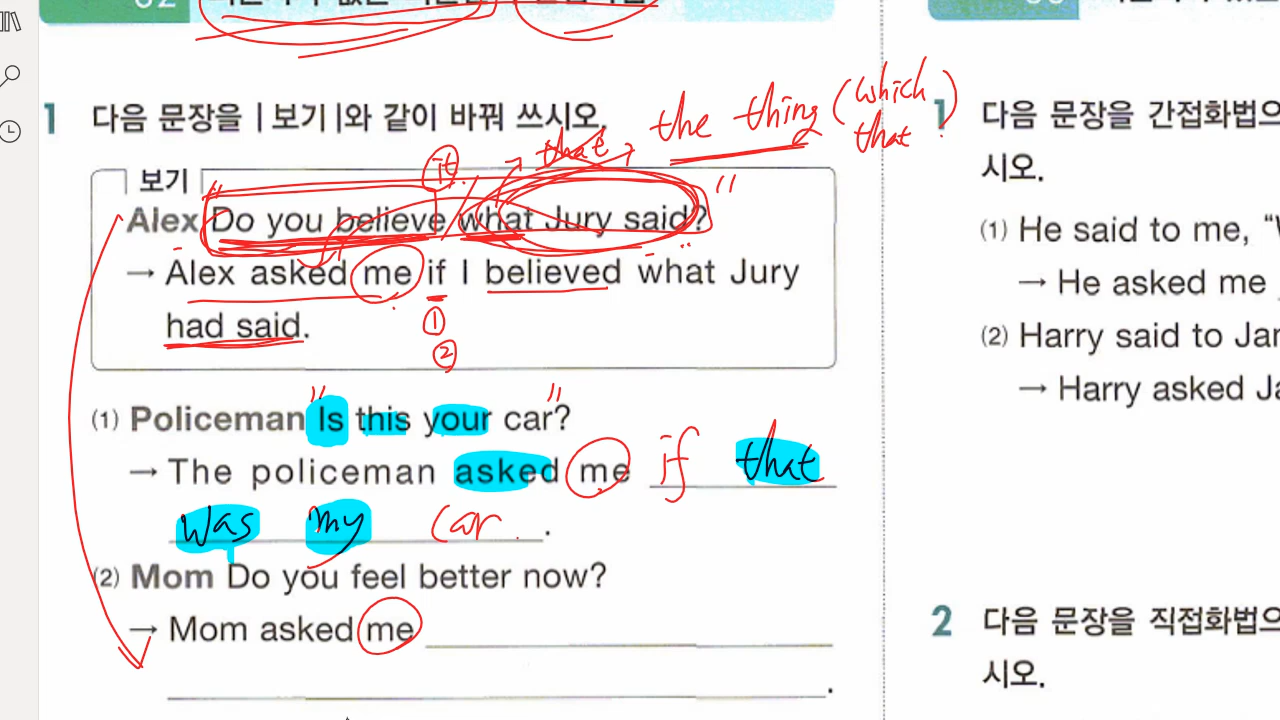 the thing (which
that )
1 다음 문장을 | 보기 |와 같이 바꿔 쓰시오.
보기
it
that
Alex "Do you believe what Jury said?"
→ Alex asked me if I believed what Jury
had said.
①
②
(1) Policeman "Is this your car"?
→ The policeman asked me if that
was my car.
(2) Mom Do you feel better now?
→ Mom asked me
.
1 다음 문장을 간접화법으
시오.
(1) He said to me,
→ He asked me
(2) Harry said to Jar
→ Harry asked Ja
2 다음 문장을 직접화법으
시오.